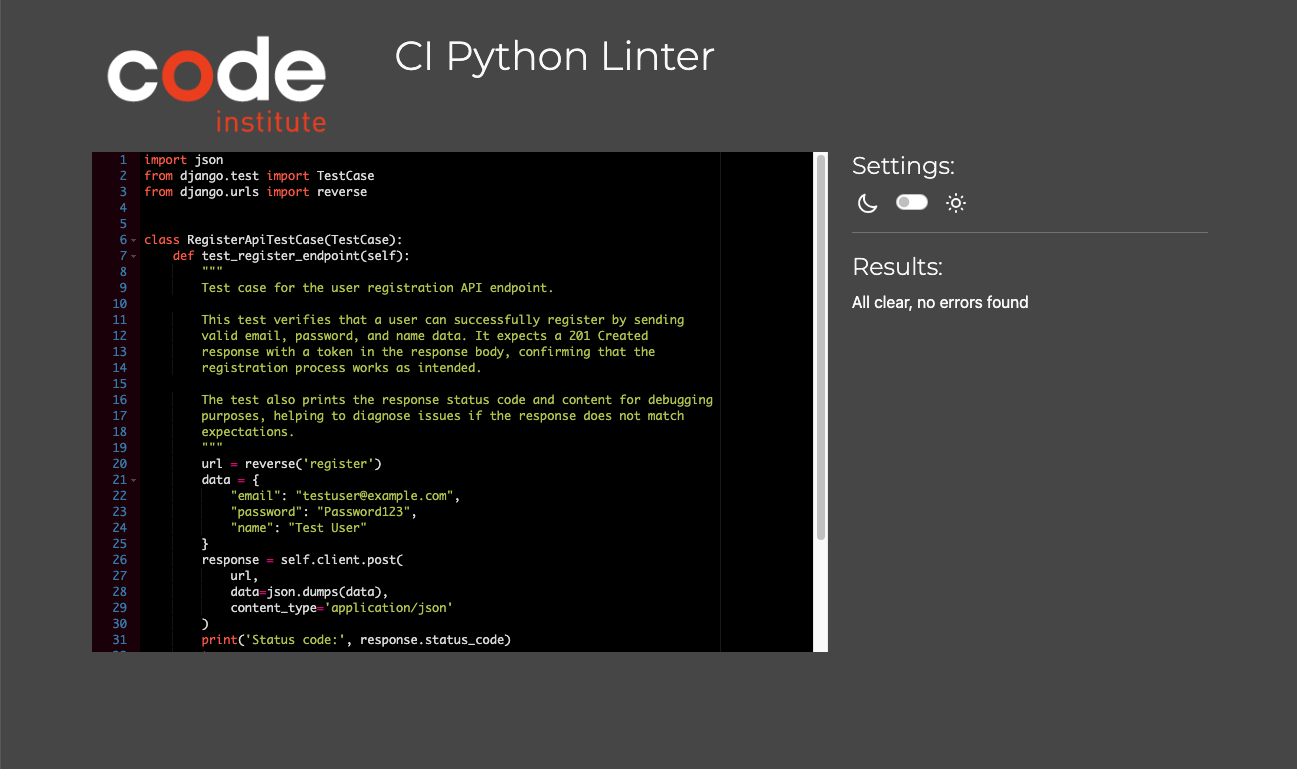 code
institute
CI Python Linter
1 import json
2 from django.test import TestCase
3 from django.urls import reverse
4
5
6 class RegisterApiTestCase(TestCase):
7     def test_register_endpoint(self):
8         """
9         Test case for the user registration API endpoint.
10
11         This test verifies that a user can successfully register by sending
12         valid email, password, and name data. It expects a 201 Created
13         response with a token in the response body, confirming that the
14         registration process works as intended.
15
16         The test also prints the response status code and content for debugging
17         purposes, helping to diagnose issues if the response does not match
18         expectations.
19         """
20         url = reverse('register')
21         data = {
22             "email": "testuser@example.com",
23             "password": "Password123",
24             "name": "Test User"
25         }
26         response = self.client.post(
27             url,
28             data=json.dumps(data),
29             content_type='application/json'
30         )
31         print('Status code:', response.status_code)
Settings:
Results:
All clear, no errors found